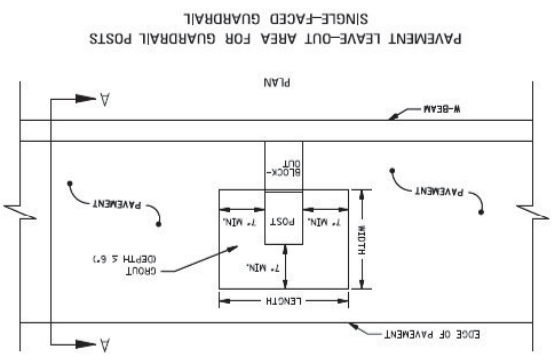 EDGE OF PAVEMENT
A
LENGTH
7" MIN.
GROUT
(DEPTH ≤ 6")
WIDTH
7" MIN.
POST
7" MIN.
PAVEMENT
PAVEMENT
BLOCK-
OUT
W-BEAM
A
PLAN
PAVEMENT LEAVE-OUT AREA FOR GUARDRAIL POSTS
SINGLE-FACED GUARDRAIL